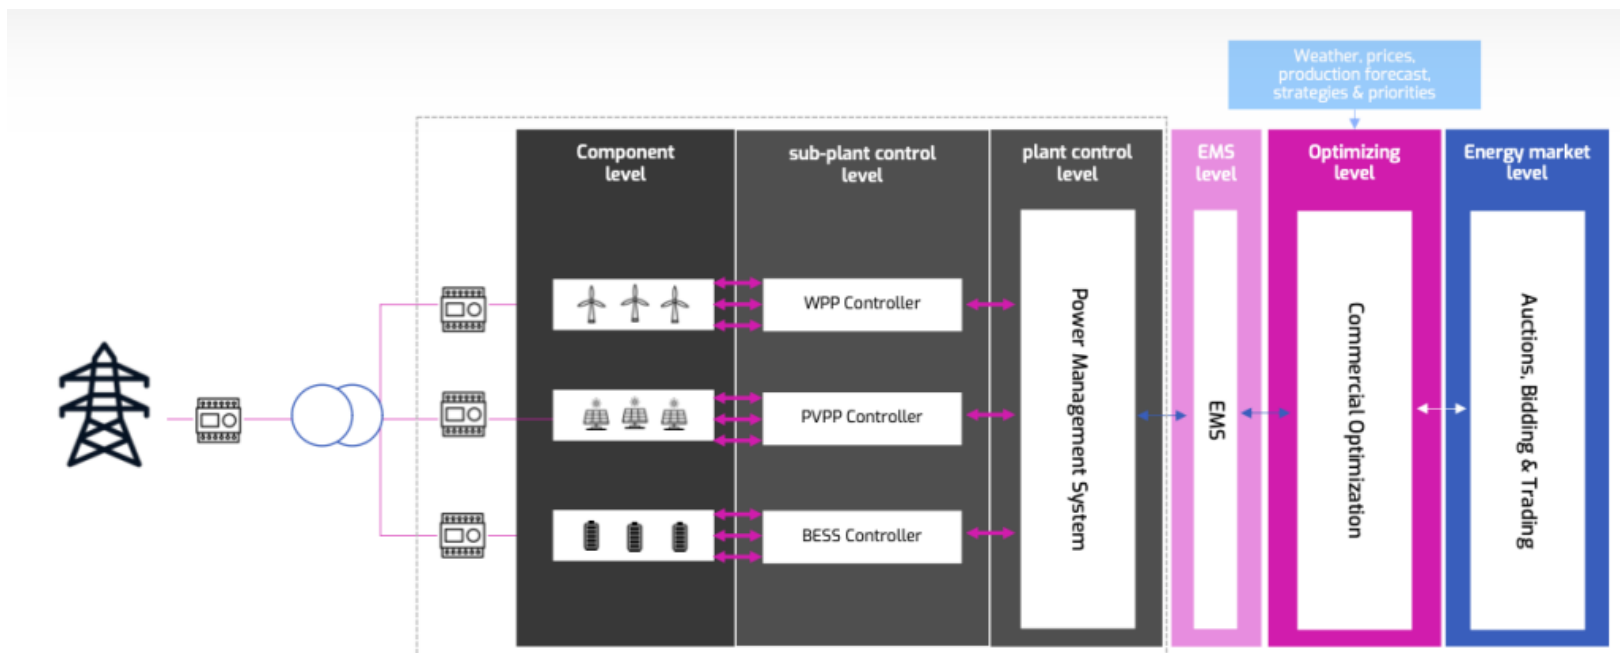 Weather, prices,
production forecast,
strategies & priorities
Component
level
sub-plant control
level
plant control
level
EMS
level
Optimizing
level
Energy market
level
WPP Controller
PVPP Controller
BESS Controller
Power Management System
EMS
Commercial Optimization
Auctions, Bidding & Trading